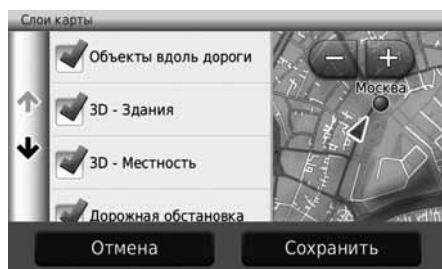 Слои карты
Объекты вдоль дороги
3D - Здания
3D - Местность
Дорожная обстановка
Москва
Отмена
Сохранить